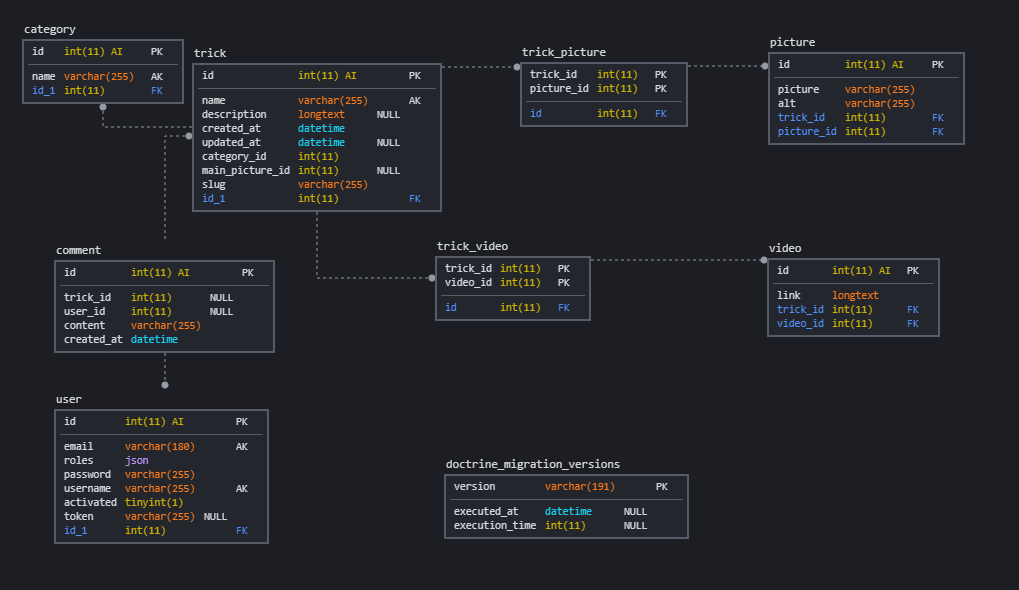 category
id int(11) AI PK
name varchar(255) AK
id_1 int(11) FK
trick
id int(11) AI PK
name varchar(255) AK
description longtext NULL
created_at datetime
updated_at datetime NULL
category_id int(11)
main_picture_id int(11) NULL
slug varchar(255)
id_1 int(11) FK
trick_picture
trick_id int(11) PK
picture_id int(11) PK
id int(11) FK
picture
id int(11) AI PK
picture varchar(255)
alt varchar(255)
trick_id int(11) FK
picture_id int(11) FK
comment
id int(11) AI PK
trick_id int(11) NULL
user_id int(11) NULL
content varchar(255)
created_at datetime
trick_video
trick_id int(11) PK
video_id int(11) PK
id int(11) FK
video
id int(11) AI PK
link longtext
trick_id int(11) FK
video_id int(11) FK
user
id int(11) AI PK
email varchar(180) AK
roles json
password varchar(255)
username varchar(255) AK
activated tinyint(1)
token varchar(255) NULL
id_1 int(11) FK
doctrine_migration_versions
version varchar(191) PK
executed_at datetime NULL
execution_time int(11) NULL